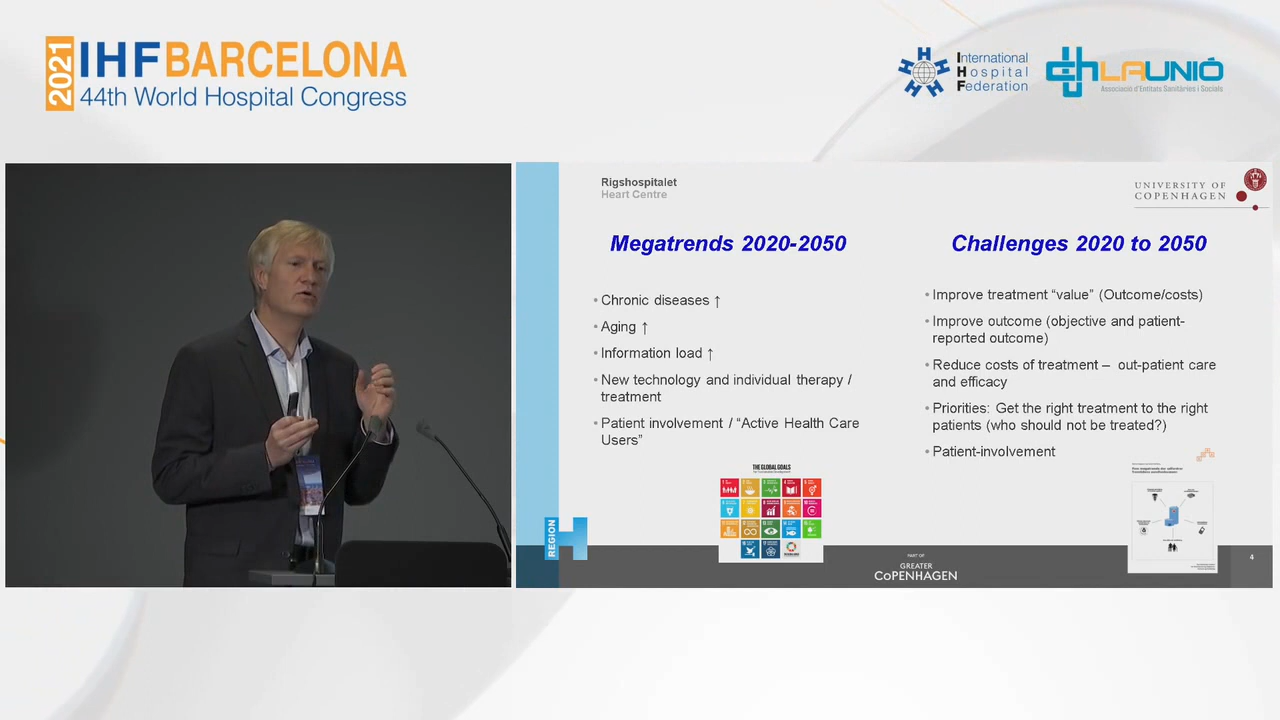 2021
IHF BARCELONA
44th World Hospital Congress
International
Hospital
Federation
LAUNIÓ
Associació d'Entitats Sanitàries i Socials
Rigshospitalet
Heart Centre
UNIVERSITY OF
COPENHAGEN
Megatrends 2020-2050
• Chronic diseases ↑
• Aging ↑
• Information load ↑
• New technology and individual therapy /
treatment
• Patient involvement / “Active Health Care
Users”
Challenges 2020 to 2050
• Improve treatment “value” (Outcome/costs)
• Improve outcome (objective and patient-
reported outcome)
• Reduce costs of treatment – out-patient care
and efficacy
• Priorities: Get the right treatment to the right
patients (who should not be treated?)
• Patient-involvement
THE GLOBAL GOALS
REGION
H
PART OF
GREATER
COPENHAGEN
4